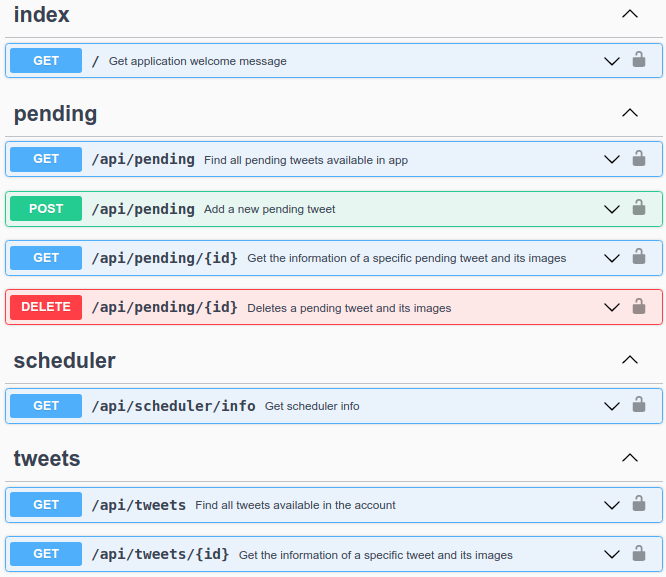 index
GET / Get application welcome message
pending
GET /api/pending Find all pending tweets available in app
POST /api/pending Add a new pending tweet
GET /api/pending/{id} Get the information of a specific pending tweet and its images
DELETE /api/pending/{id} Deletes a pending tweet and its images
scheduler
GET /api/scheduler/info Get scheduler info
tweets
GET /api/tweets Find all tweets available in the account
GET /api/tweets/{id} Get the information of a specific tweet and its images